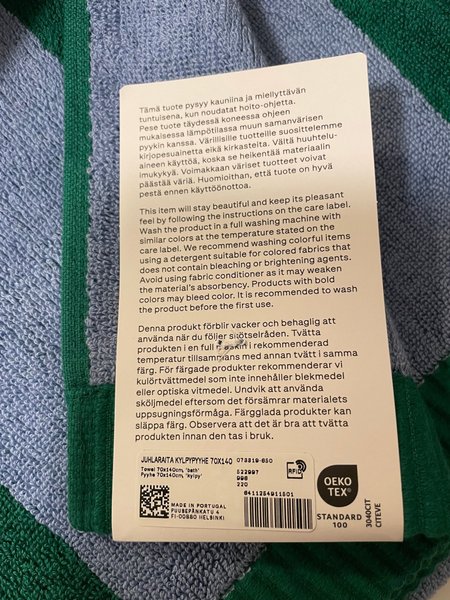 Tämä tuote pysyy kauniina ja miellyttävän
tuntuisena, kun noudatat hoito-ohjetta.
Pese tuote täydessä koneessa ohjeen
mukaisessa lämpötilassa muun samanvärisen
pyykin kanssa. Värillisille tuotteille suosittelemme
kirjopesuainetta eikä kirkasteita. Vältä huuhtelu-
aineen käyttöä, koska se heikentää materiaalin
imukykyä. Voimakkaan väriset tuotteet voivat
päästää väriä. Huomioithan, että tuote on hyvä
pestä ennen käyttöönottoa.
This item will stay beautiful and keep its pleasant
feel by following the instructions on the care label.
Wash the product in a full washing machine with
similar colors at the temperature stated on the
care label. We recommend washing colorful items
using a detergent suitable for colored fabrics that
does not contain bleaching or brightening agents.
Avoid using fabric conditioner as it may weaken
the material's absorbency. Products with bold
colors may bleed color. It is recommended to wash
the product before the first use.
Denna produkt förblir vacker och behaglig att
använda när du följer skötselråden. Tvätta
produkten i en full maskin i rekommenderad
temperatur tillsammans med annan tvätt i samma
färg. För färgade produkter rekommenderar vi
kulörtvättmedel som inte innehåller blekmedel
eller optiska vitmedel. Undvik att använda
sköljmedel eftersom det försämrar materialets
uppsugningsförmåga. Färgglada produkter kan
släppa färg. Observera att det är bra att tvätta
produkten innan den tas i bruk.
JUHLARAITA KYLPYPYYHE 70X140 073319-650
Towel 70x140cm, 'bath'
Pyyhe 70x140cm, 'kylpy'
522997
996
220
RFID
6411254911501
MADE IN PORTUGAL
PUUSEPÄNKATU 4
FI-00880 HELSINKI
OEKO
TEX®
STANDARD
100
3040CIT
CITEVE